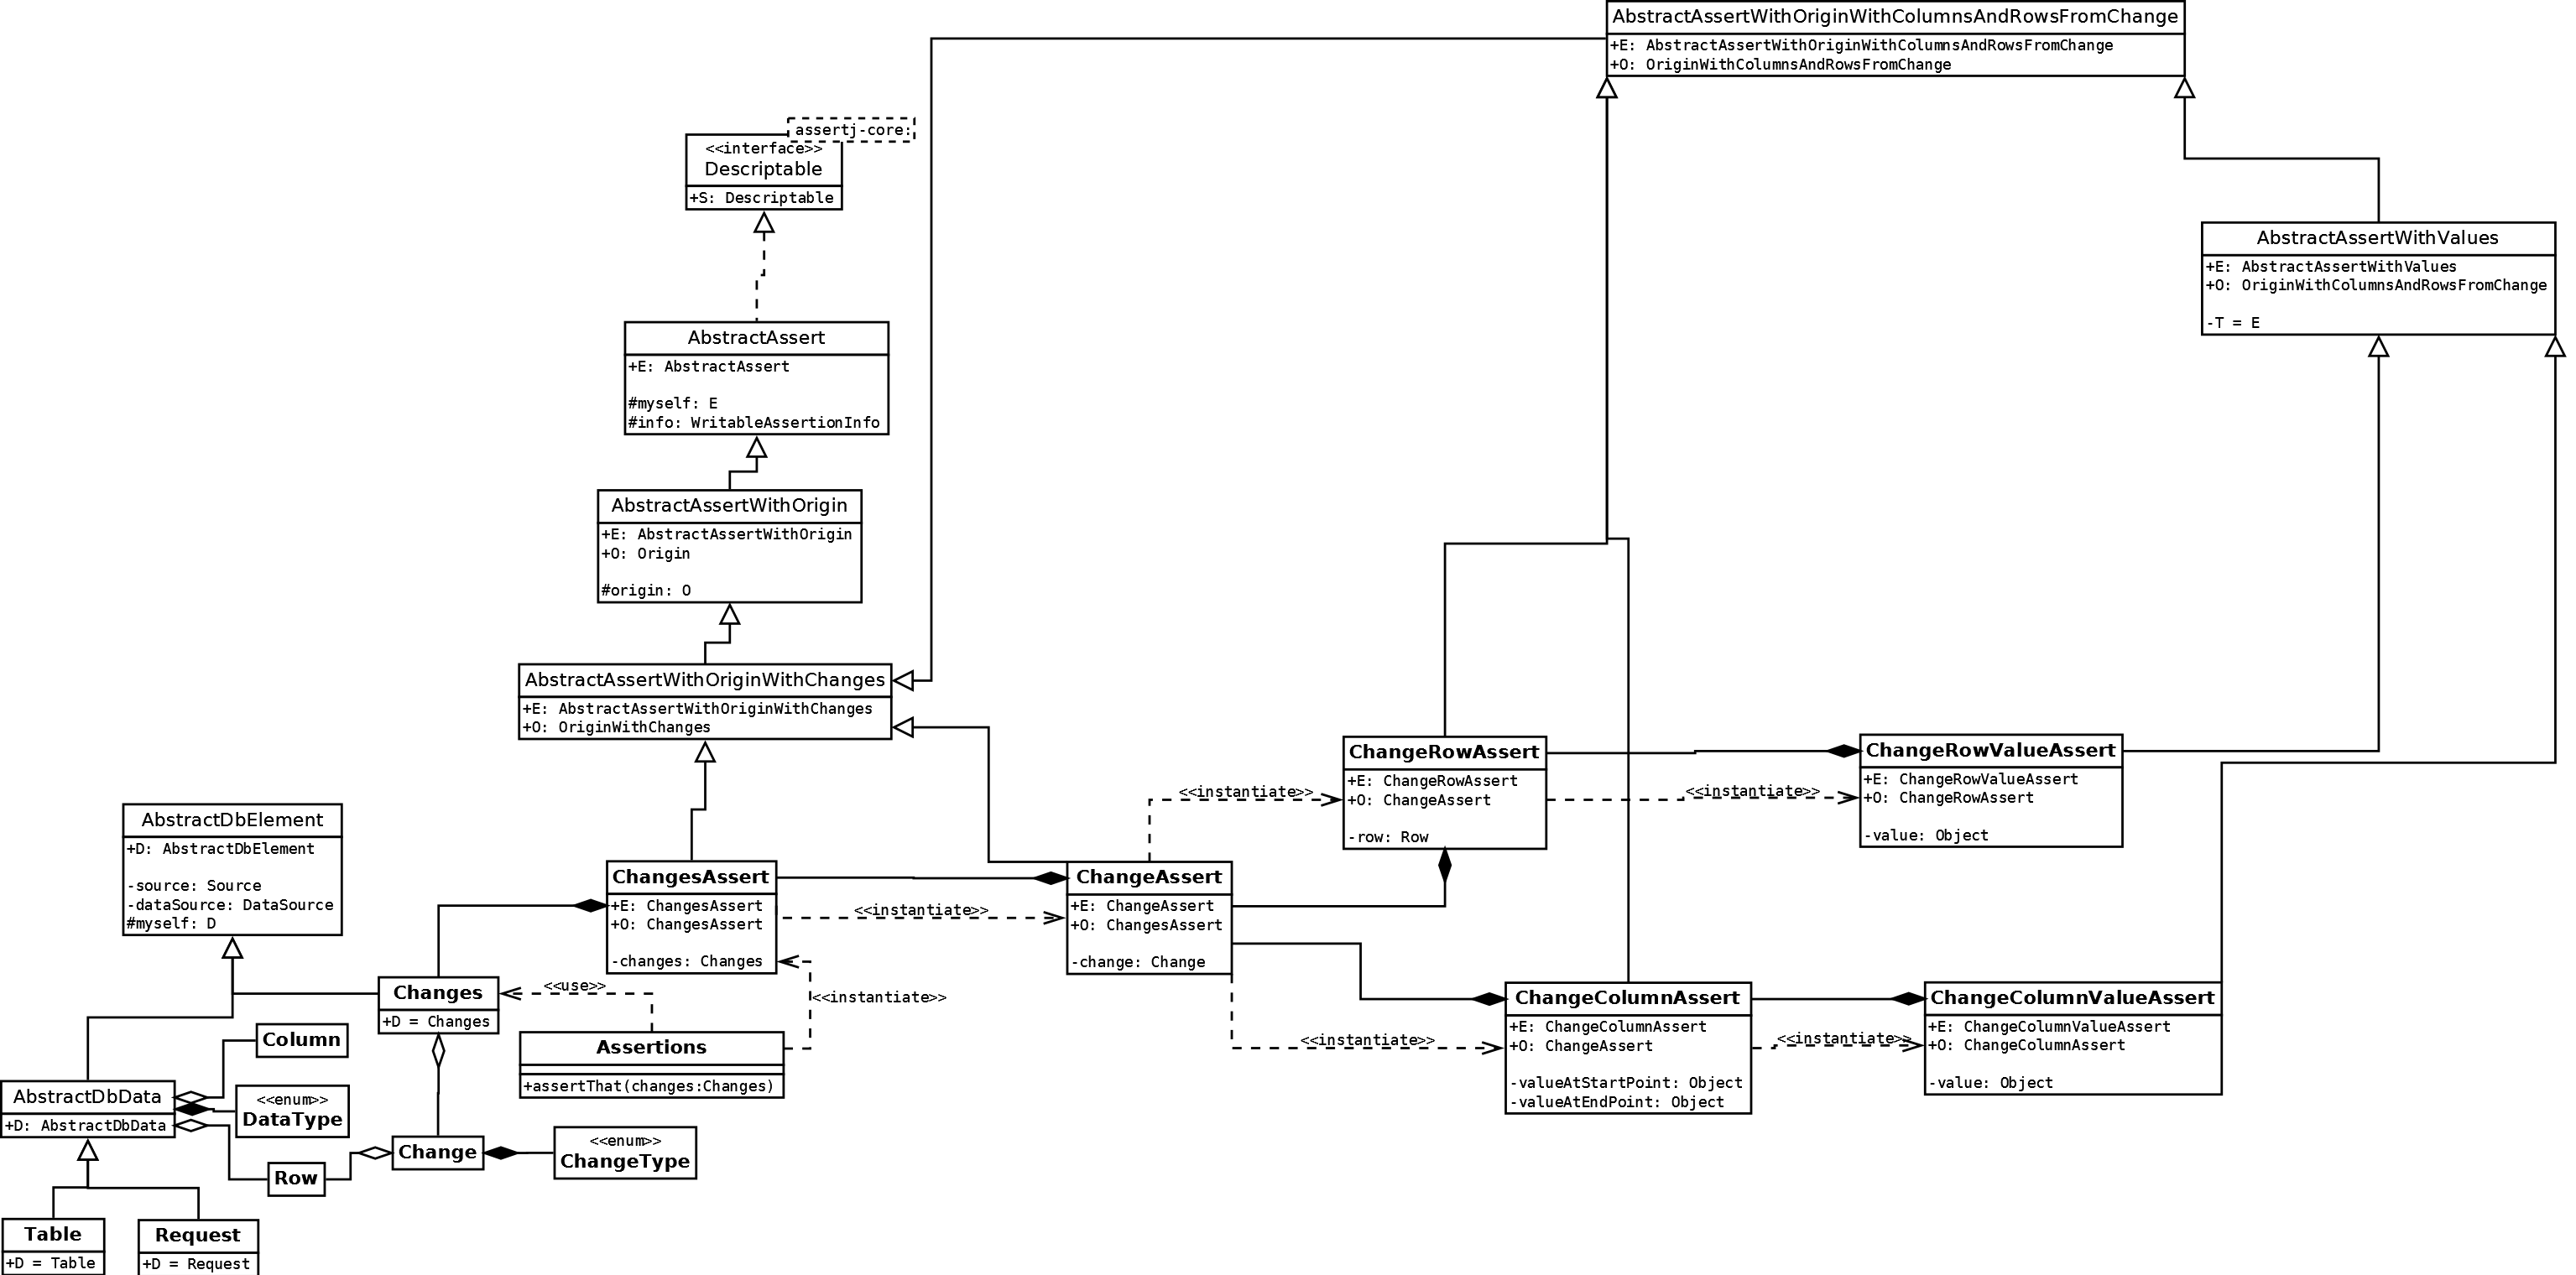 AbstractAssertWithOriginWithColumnsAndRowsFromChange
+E: AbstractAssertWithOriginWithColumnsAndRowsFromChange
+O: OriginWithColumnsAndRowsFromChange
assertj-core:
<<interface>>
Descriptable
+S: Descriptable
AbstractAssertWithValues
+E: AbstractAssertWithValues
+O: OriginWithColumnsAndRowsFromChange
-T = E
AbstractAssert
+E: AbstractAssert
#myself: E
#info: WritableAssertionInfo
AbstractAssertWithOrigin
+E: AbstractAssertWithOrigin
+O: Origin
#origin: O
AbstractAssertWithOriginWithChanges
+E: AbstractAssertWithOriginWithChanges
+O: OriginWithChanges
ChangeRowAssert
+E: ChangeRowAssert
+O: ChangeAssert
-row: Row
<<instantiate>>
ChangeRowValueAssert
+E: ChangeRowValueAssert
+O: ChangeRowAssert
-value: Object
<<instantiate>>
AbstractDbElement
+D: AbstractDbElement
-source: Source
-dataSource: DataSource
#myself: D
ChangesAssert
+E: ChangesAssert
+O: ChangesAssert
-changes: Changes
<<instantiate>>
ChangeAssert
+E: ChangeAssert
+O: ChangesAssert
-change: Change
Changes
+D = Changes
<<use>>
<<instantiate>>
Assertions
+assertThat(changes:Changes)
<<instantiate>>
ChangeColumnAssert
+E: ChangeColumnAssert
+O: ChangeAssert
-valueAtStartPoint: Object
-valueAtEndPoint: Object
<<instantiate>>
ChangeColumnValueAssert
+E: ChangeColumnValueAssert
+O: ChangeColumnAssert
-value: Object
Column
AbstractDbData
+D: AbstractDbData
<<enum>>
DataType
Row
Change
<<enum>>
ChangeType
Table
+D = Table
Request
+D = Request